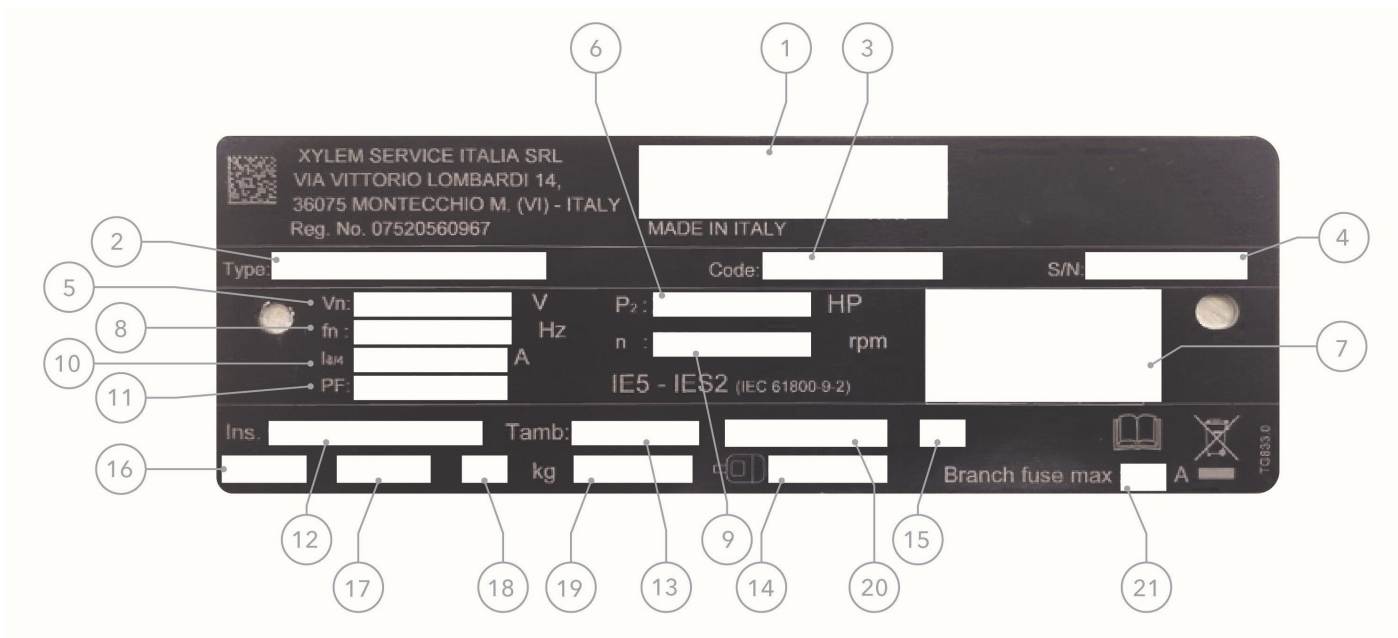 6 1 3
XYLEM SERVICE ITALIA SRL
VIA VITTORIO LOMBARDI 14,
36075 MONTECCHIO M. (VI) - ITALY
Reg. No. 07520560967 MADE IN ITALY
2 4
Type: Code: S/N:
5 Vn: V P2 : HP
8 fn : Hz n : rpm 7
10 A
11 PF: IE5 - IES2 (IEC 61800-9-2)
Ins. Tamb: TG833.0
16 kg Branch fuse max A
12 9 15
17 18 19 13 14 20 21